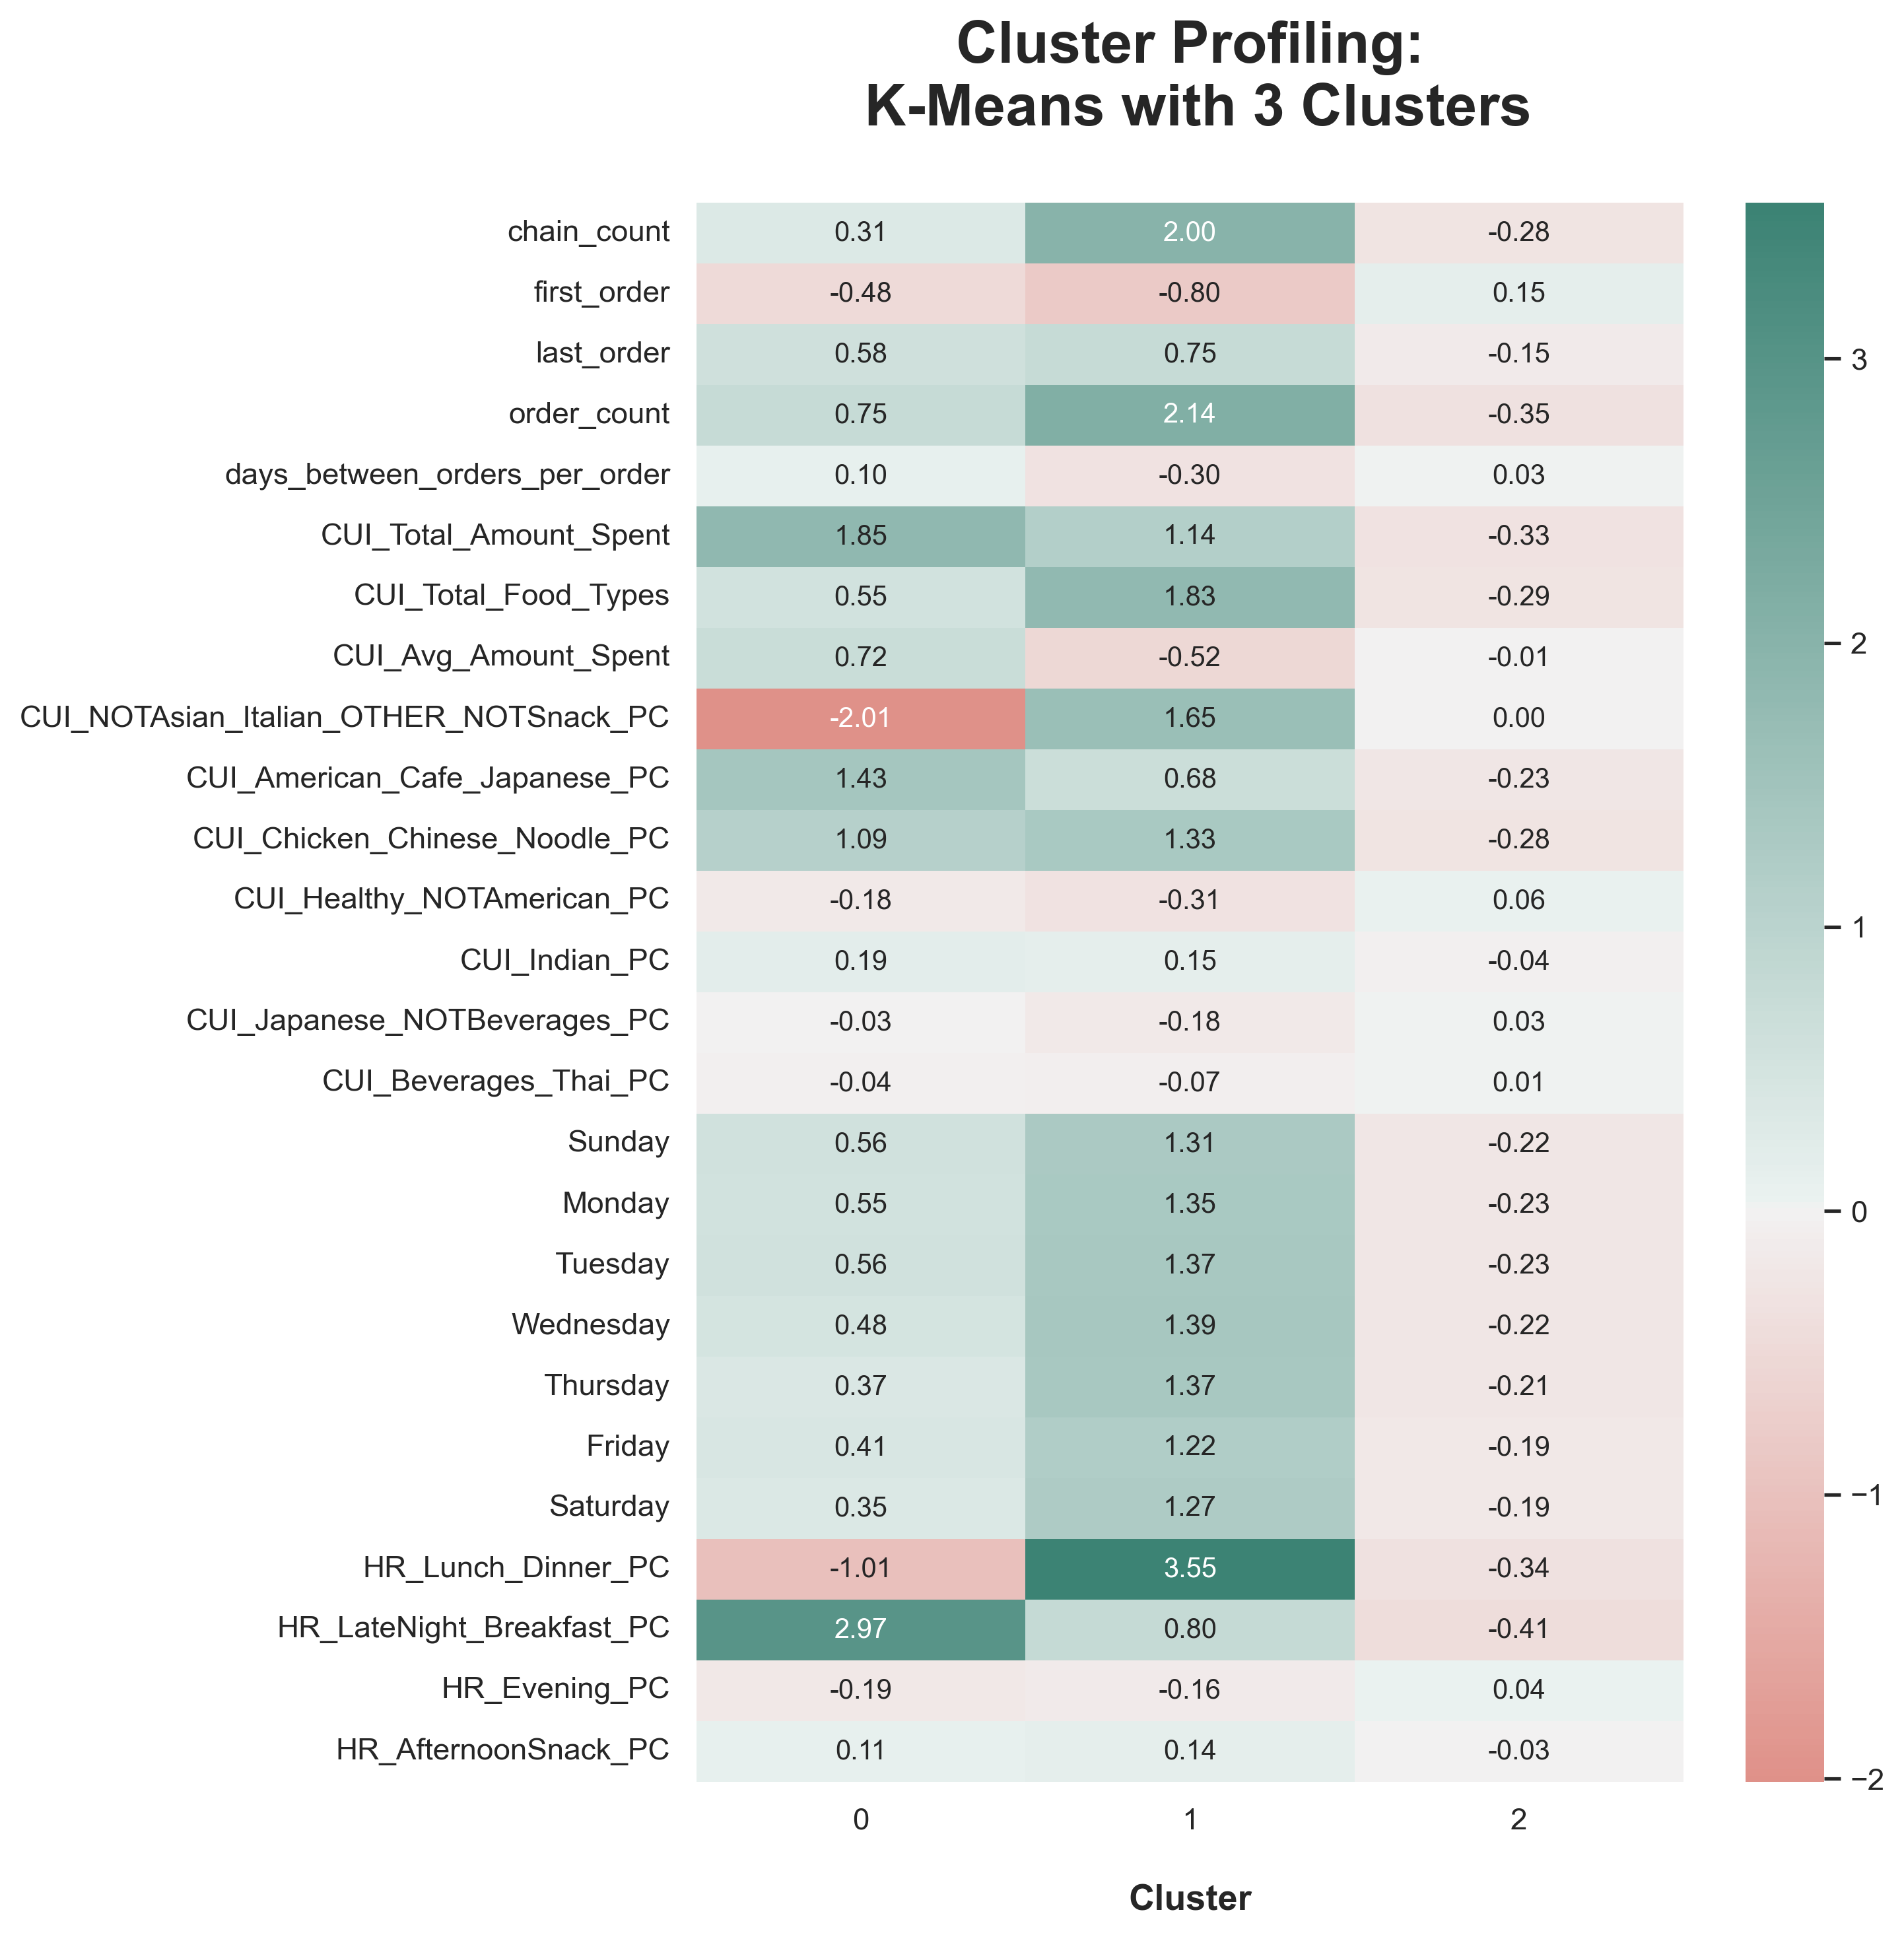 Cluster Profiling:
K-Means with 3 Clusters
chain_count 0.31 2.00 -0.28
first_order -0.48 -0.80 0.15
last_order 0.58 0.75 -0.15
order_count 0.75 2.14 -0.35
days_between_orders_per_order 0.10 -0.30 0.03
CUI_Total_Amount_Spent 1.85 1.14 -0.33
CUI_Total_Food_Types 0.55 1.83 -0.29
CUI_Avg_Amount_Spent 0.72 -0.52 -0.01
CUI_NOTAsian_Italian_OTHER_NOTSnack_PC -2.01 1.65 0.00
CUI_American_Cafe_Japanese_PC 1.43 0.68 -0.23
CUI_Chicken_Chinese_Noodle_PC 1.09 1.33 -0.28
CUI_Healthy_NOTAmerican_PC -0.18 -0.31 0.06
CUI_Indian_PC 0.19 0.15 -0.04
CUI_Japanese_NOTBeverages_PC -0.03 -0.18 0.03
CUI_Beverages_Thai_PC -0.04 -0.07 0.01
Sunday 0.56 1.31 -0.22
Monday 0.55 1.35 -0.23
Tuesday 0.56 1.37 -0.23
Wednesday 0.48 1.39 -0.22
Thursday 0.37 1.37 -0.21
Friday 0.41 1.22 -0.19
Saturday 0.35 1.27 -0.19
HR_Lunch_Dinner_PC -1.01 3.55 -0.34
HR_LateNight_Breakfast_PC 2.97 0.80 -0.41
HR_Evening_PC -0.19 -0.16 0.04
HR_AfternoonSnack_PC 0.11 0.14 -0.03
0 1 2
Cluster
3
2
1
0
−1
−2